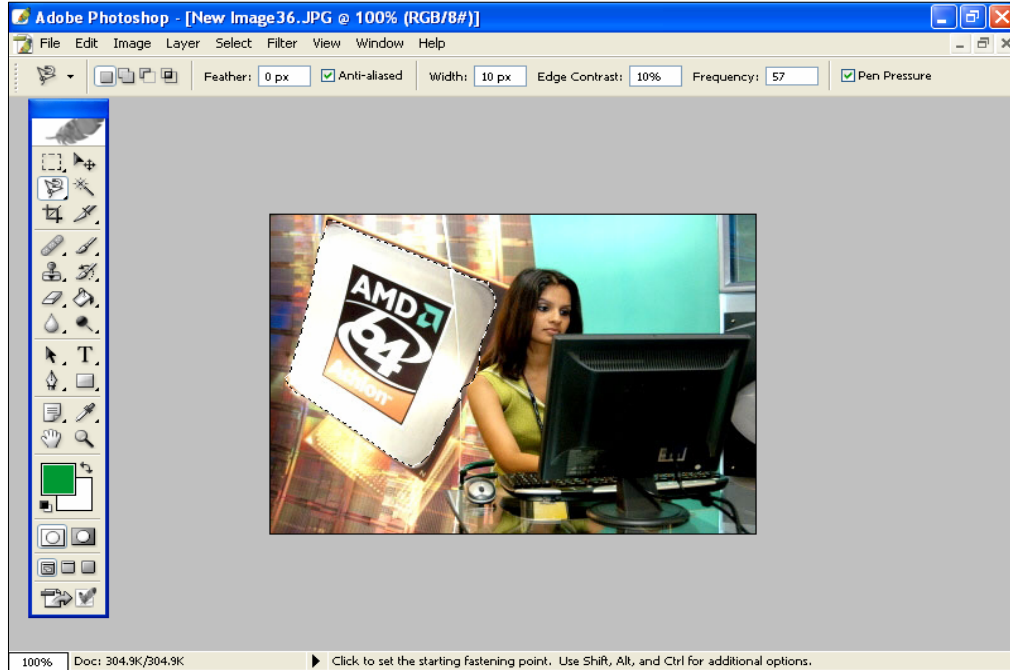 Adobe Photoshop - [New Image36.JPG @ 100% (RGB/8#)]
File Edit Image Layer Select Filter View Window Help
Feather: 0 px Anti-aliased Width: 10 px Edge Contrast: 10% Frequency: 57 Pen Pressure
AMD
64
Athlon
100% Doc: 304.9K/304.9K Click to set the starting fastening point. Use Shift, Alt, and Ctrl for additional options.